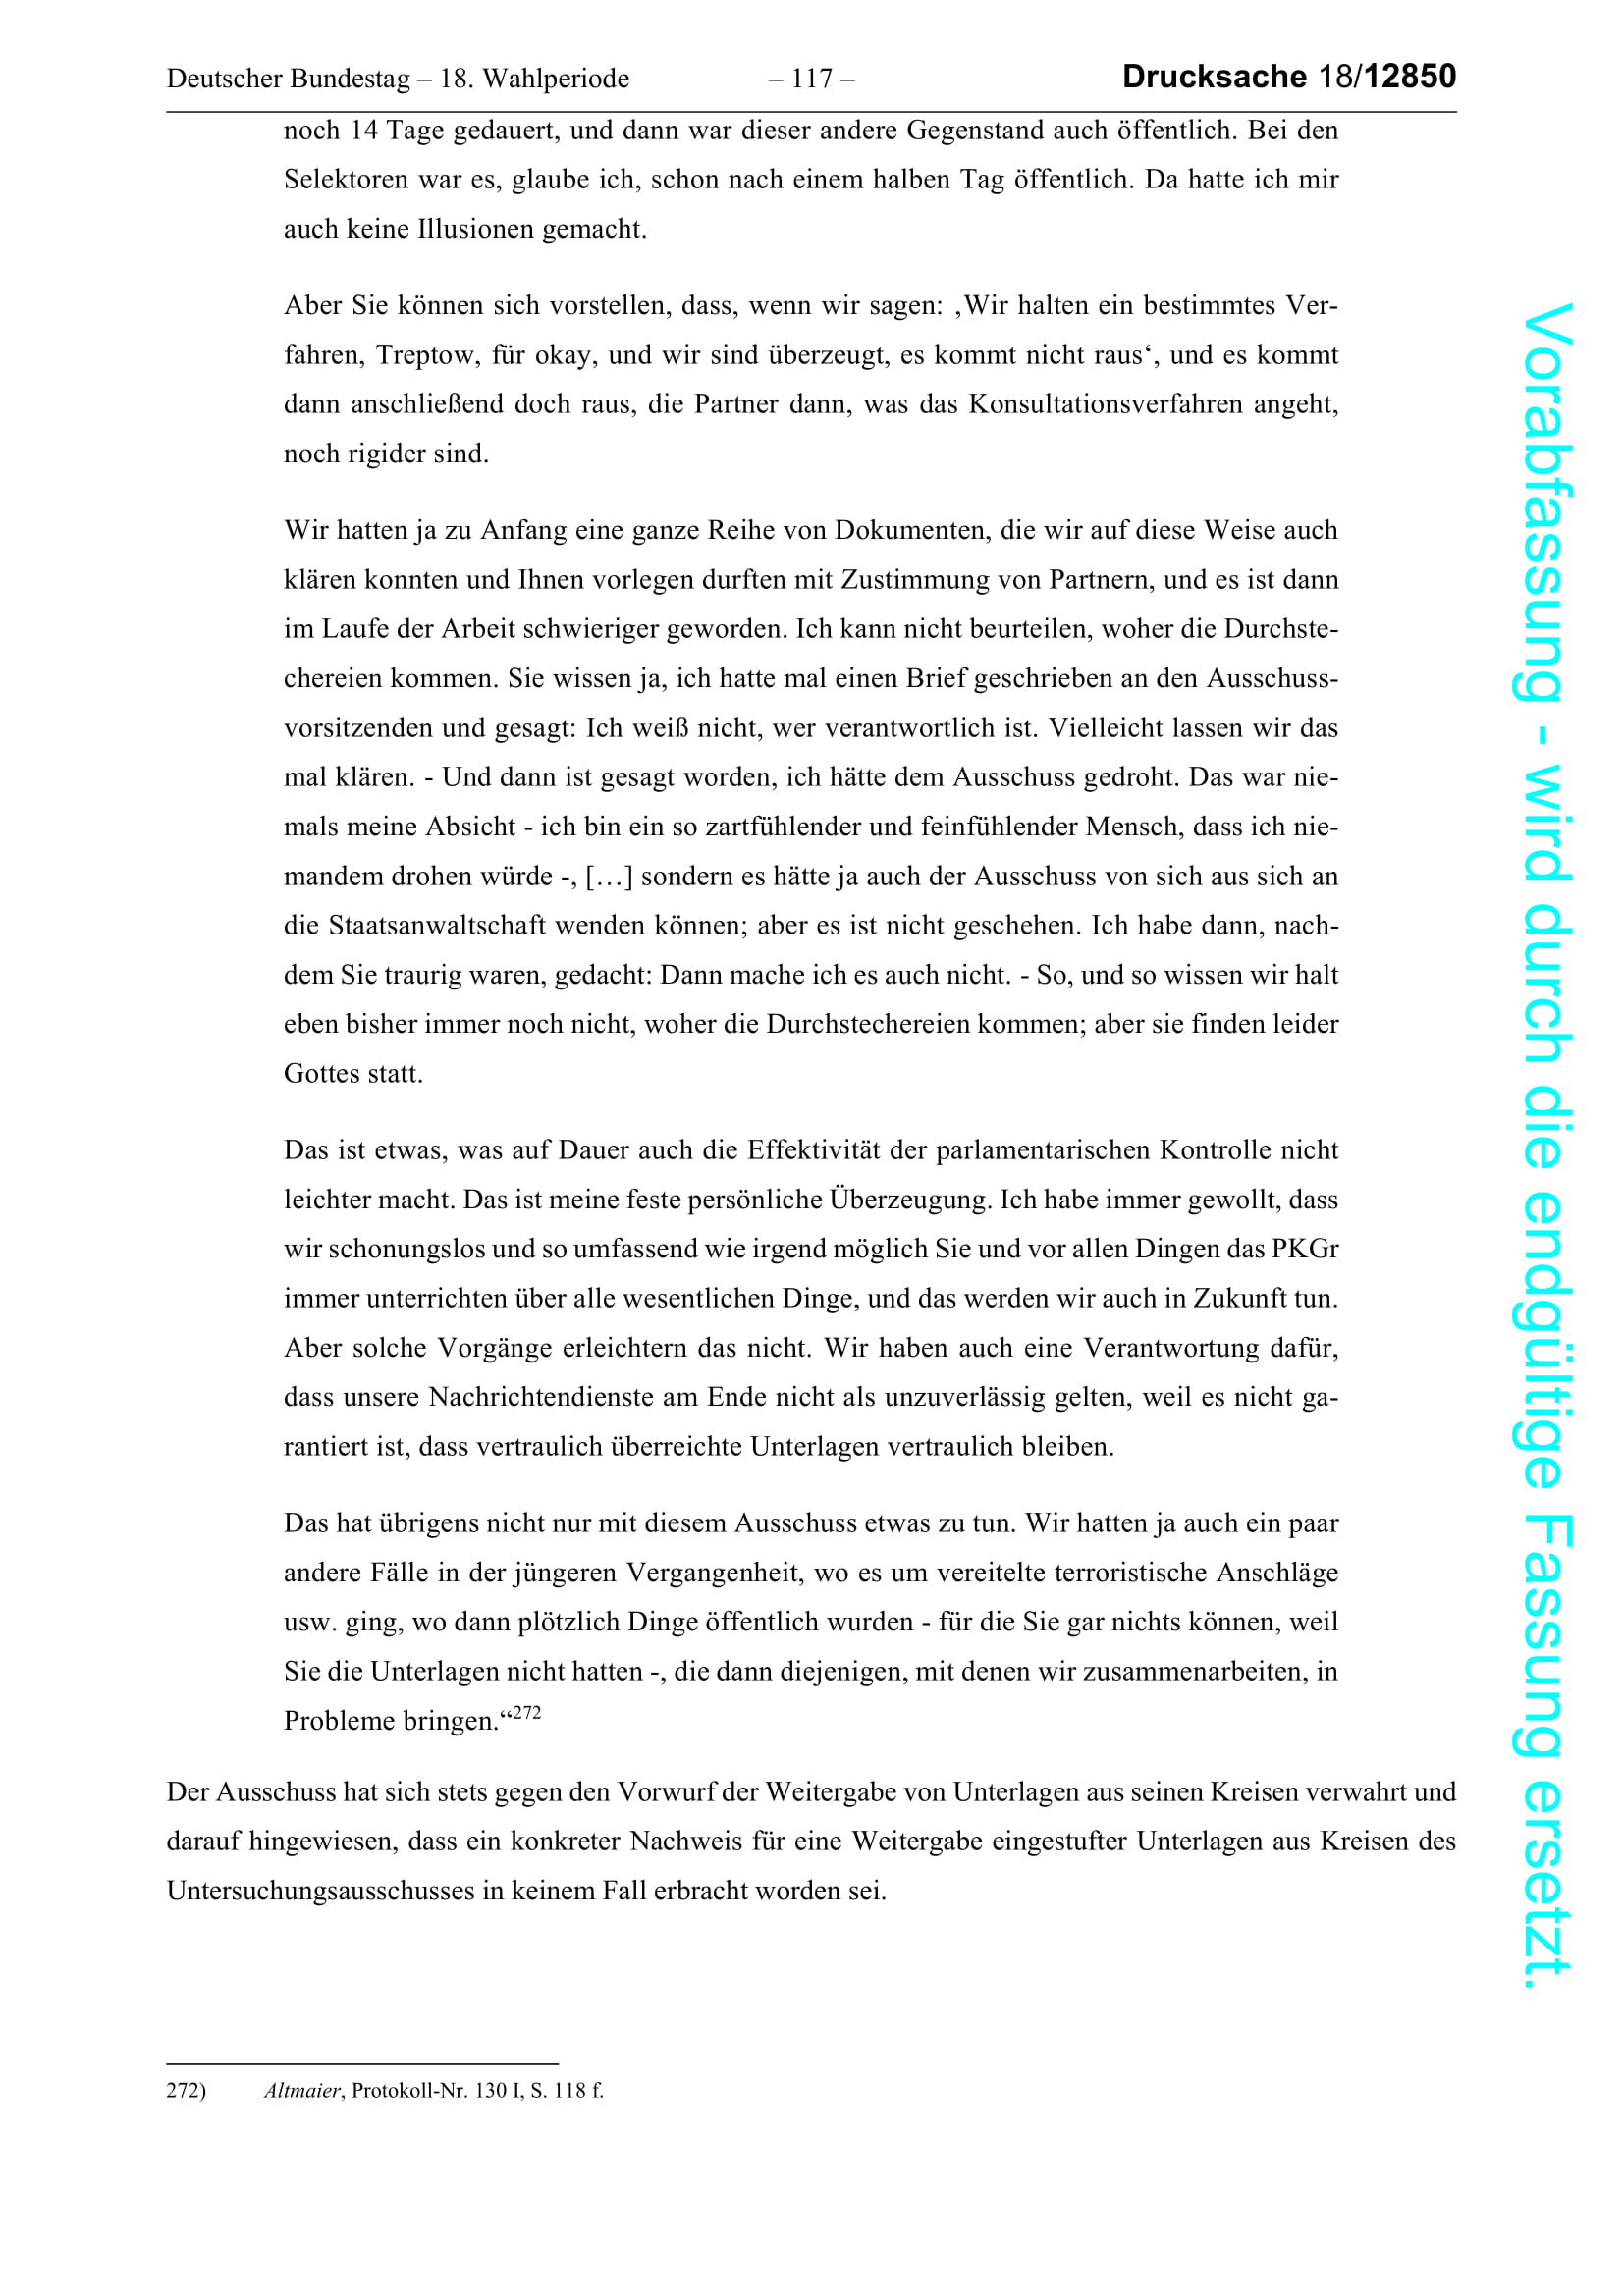 Deutscher Bundestag – 18. Wahlperiode – 117 – Drucksache 18/12850
noch 14 Tage gedauert, und dann war dieser andere Gegenstand auch öffentlich. Bei den
Selektoren war es, glaube ich, schon nach einem halben Tag öffentlich. Da hatte ich mir
auch keine Illusionen gemacht.
Aber Sie können sich vorstellen, dass, wenn wir sagen: ‚Wir halten ein bestimmtes Ver-
fahren, Treptow, für okay, und wir sind überzeugt, es kommt nicht raus‘, und es kommt
dann anschließend doch raus, die Partner dann, was das Konsultationsverfahren angeht,
noch rigider sind.
Wir hatten ja zu Anfang eine ganze Reihe von Dokumenten, die wir auf diese Weise auch
klären konnten und Ihnen vorlegen durften mit Zustimmung von Partnern, und es ist dann
im Laufe der Arbeit schwieriger geworden. Ich kann nicht beurteilen, woher die Durchste-
chereien kommen. Sie wissen ja, ich hatte mal einen Brief geschrieben an den Ausschuss-
vorsitzenden und gesagt: Ich weiß nicht, wer verantwortlich ist. Vielleicht lassen wir das
mal klären. - Und dann ist gesagt worden, ich hätte dem Ausschuss gedroht. Das war nie-
mals meine Absicht - ich bin ein so zartfühlender und feinfühlender Mensch, dass ich nie-
mandem drohen würde -, […] sondern es hätte ja auch der Ausschuss von sich aus sich an
die Staatsanwaltschaft wenden können; aber es ist nicht geschehen. Ich habe dann, nach-
dem Sie traurig waren, gedacht: Dann mache ich es auch nicht. - So, und so wissen wir halt
eben bisher immer noch nicht, woher die Durchstechereien kommen; aber sie finden leider
Gottes statt.
Das ist etwas, was auf Dauer auch die Effektivität der parlamentarischen Kontrolle nicht
leichter macht. Das ist meine feste persönliche Überzeugung. Ich habe immer gewollt, dass
wir schonungslos und so umfassend wie irgend möglich Sie und vor allen Dingen das PKGr
immer unterrichten über alle wesentlichen Dinge, und das werden wir auch in Zukunft tun.
Aber solche Vorgänge erleichtern das nicht. Wir haben auch eine Verantwortung dafür,
dass unsere Nachrichtendienste am Ende nicht als unzuverlässig gelten, weil es nicht ga-
rantiert ist, dass vertraulich überreichte Unterlagen vertraulich bleiben.
Das hat übrigens nicht nur mit diesem Ausschuss etwas zu tun. Wir hatten ja auch ein paar
andere Fälle in der jüngeren Vergangenheit, wo es um vereitelte terroristische Anschläge
usw. ging, wo dann plötzlich Dinge öffentlich wurden - für die Sie gar nichts können, weil
Sie die Unterlagen nicht hatten -, die dann diejenigen, mit denen wir zusammenarbeiten, in
Probleme bringen.“272
Der Ausschuss hat sich stets gegen den Vorwurf der Weitergabe von Unterlagen aus seinen Kreisen verwahrt und
darauf hingewiesen, dass ein konkreter Nachweis für eine Weitergabe eingestufter Unterlagen aus Kreisen des
Untersuchungsausschusses in keinem Fall erbracht worden sei.
272) Altmaier, Protokoll-Nr. 130 I, S. 118 f.
Vorabfassung - wird durch die endgültige Fassung ersetzt.